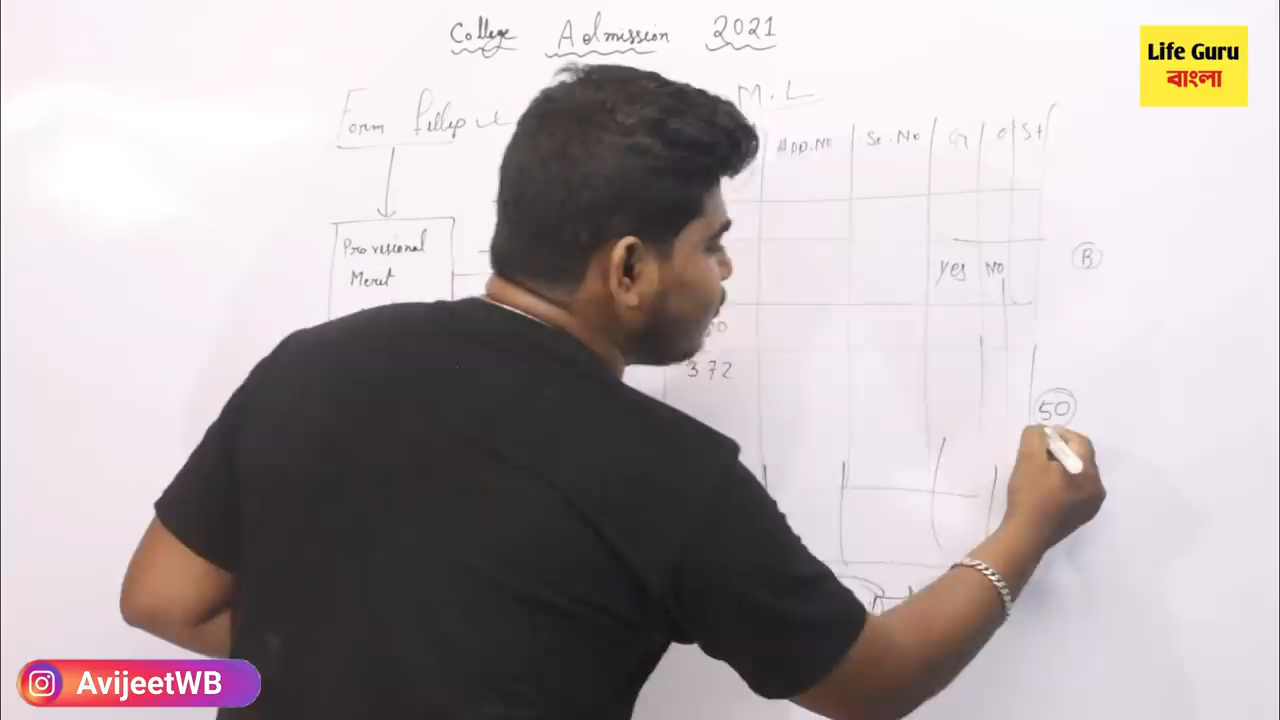 College Admission 2021
Life Guru
বাংলা
M.L
Form fillup
App.No Sr.No G O St
Provisional
Merit
Yes No
B
372
50
AvijeetWB